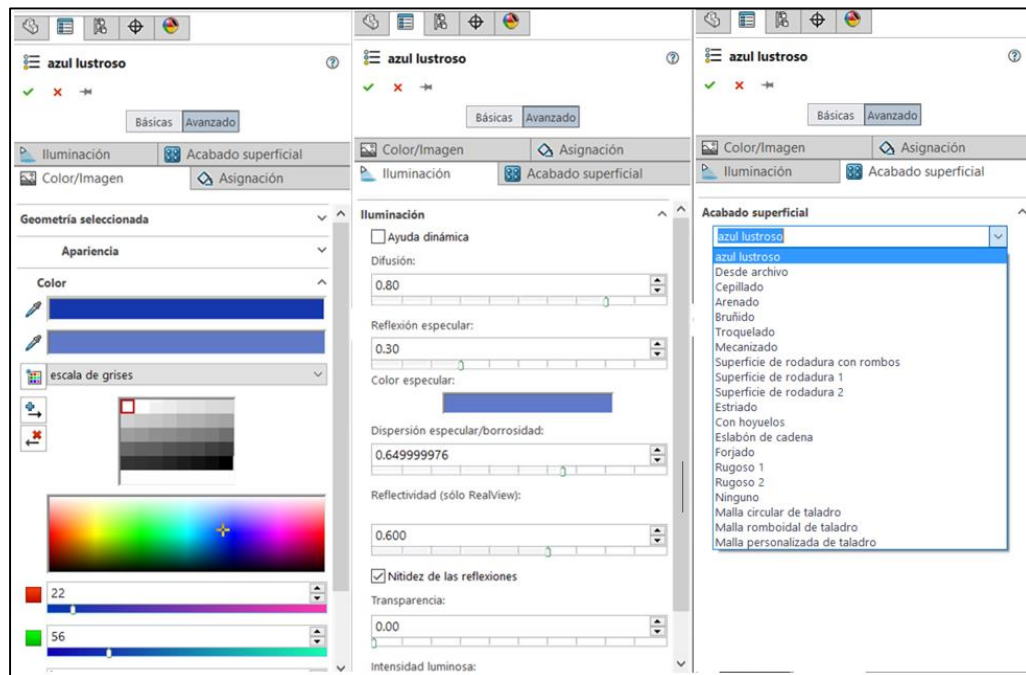 azul lustroso
Básicas Avanzado
Iluminación Acabado superficial
Color/Imagen Asignación
Geometría seleccionada
Apariencia
Color
escala de grises
22
56
azul lustroso
Básicas Avanzado
Color/Imagen Asignación
Iluminación Acabado superficial
Iluminación
Ayuda dinámica
Difusión:
0.80
Reflexión especular:
0.30
Color especular:
Dispersión especular/borrosidad:
0.649999976
Reflectividad (sólo RealView):
0.600
Nitidez de las reflexiones
Transparencia:
0.00
Intensidad luminosa:
azul lustroso
Básicas Avanzado
Color/Imagen Asignación
Iluminación Acabado superficial
Acabado superficial
azul lustroso
azul lustroso
Desde archivo
Cepillado
Arenado
Bruñido
Troquelado
Mecanizado
Superficie de rodadura con rombos
Superficie de rodadura 1
Superficie de rodadura 2
Estriado
Con hoyuelos
Eslabón de cadena
Forjado
Rugoso 1
Rugoso 2
Ninguno
Malla circular de taladro
Malla romboidal de taladro
Malla personalizada de taladro